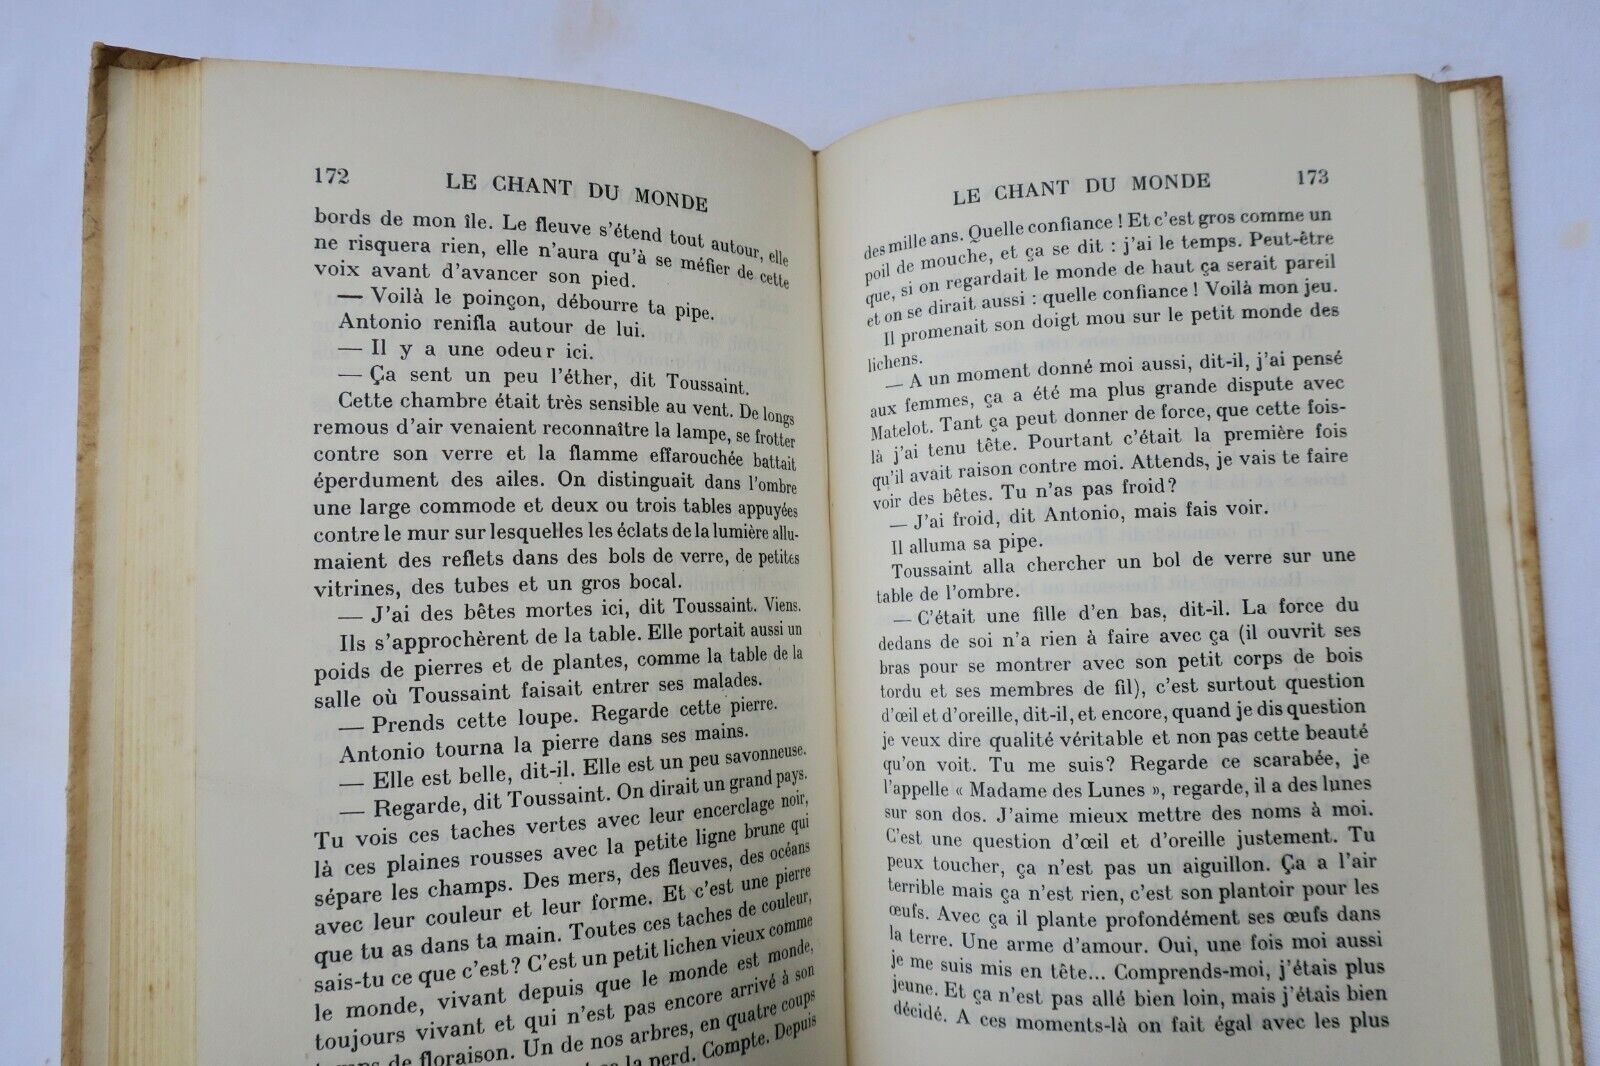 172
LE CHANT DU MONDE
bords de mon île. Le fleuve s'étend tout autour, elle
ne risquera rien, elle n'aura qu'à se méfier de cette
voix avant d'avancer son pied.
— Voilà le poinçon, débourre ta pipe.
Antonio renifla autour de lui.
— Il y a une odeur ici.
— Ça sent un peu l'éther, dit Toussaint.
Cette chambre était très sensible au vent. De longs
remous d'air venaient reconnaître la lampe, se frotter
contre son verre et la flamme effarouchée battait
éperdument des ailes. On distinguait dans l'ombre
une large commode et deux ou trois tables appuyées
contre le mur sur lesquelles les éclats de la lumière allu-
maient des reflets dans des bols de verre, de petites
vitrines, des tubes et un gros bocal.
— J'ai des bêtes mortes ici, dit Toussaint. Viens.
Ils s'approchèrent de la table. Elle portait aussi un
poids de pierres et de plantes, comme la table de la
salle où Toussaint faisait entrer ses malades.
— Prends cette loupe. Regarde cette pierre.
Antonio tourna la pierre dans ses mains.
— Elle est belle, dit-il. Elle est un peu savonneuse.
— Regarde, dit Toussaint. On dirait un grand pays.
Tu vois ces taches vertes avec leur encerclage noir,
là ces plaines rousses avec la petite ligne brune qui
sépare les champs. Des mers, des fleuves, des océans
avec leur couleur et leur forme. Et c'est une pierre
que tu as dans ta main. Toutes ces taches de couleur,
sais-tu ce que c'est? C'est un petit lichen vieux comme
le monde, vivant depuis que le monde est monde,
toujours vivant et qui n'est pas encore arrivé à son
de floraison. Un de nos arbres, en quatre coups
la perd. Compte. Depuis
LE CHANT DU MONDE
173
des mille ans. Quelle confiance ! Et c'est gros comme un
poil de mouche, et ça se dit : j'ai le temps. Peut-être
que, si on regardait le monde de haut ça serait pareil
et on se dirait aussi : quelle confiance ! Voilà mon jeu.
Il promenait son doigt mou sur le petit monde des
lichens.
— A un moment donné moi aussi, dit-il, j'ai pensé
aux femmes, ça a été ma plus grande dispute avec
Matelot. Tant ça peut donner de force, que cette fois-
là j'ai tenu tête. Pourtant c'était la première fois
qu'il avait raison contre moi. Attends, je vais te faire
voir des bêtes. Tu n'as pas froid?
— J'ai froid, dit Antonio, mais fais voir.
Il alluma sa pipe.
Toussaint alla chercher un bol de verre sur une
table de l'ombre.
— C'était une fille d'en bas, dit-il. La force du
dedans de soi n'a rien à faire avec ça (il ouvrit ses
bras pour se montrer avec son petit corps de bois
tordu et ses membres de fil), c'est surtout question
d'œil et d'oreille, dit-il, et encore, quand je dis question
je veux dire qualité véritable et non pas cette beauté
qu'on voit. Tu me suis? Regarde ce scarabée, je
l'appelle « Madame des Lunes », regarde, il a des lunes
sur son dos. J'aime mieux mettre des noms à moi.
C'est une question d'œil et d'oreille justement. Tu
peux toucher, ça n'est pas un aiguillon. Ça a l'air
terrible mais ça n'est rien, c'est son plantoir pour les
œufs. Avec ça il plante profondément ses œufs dans
la terre. Une arme d'amour. Oui, une fois moi aussi
je me suis mis en tête... Comprends-moi, j'étais plus
jeune. Et ça n'est pas allé bien loin, mais j'étais bien
décidé. A ces moments-là on fait égal avec les plus